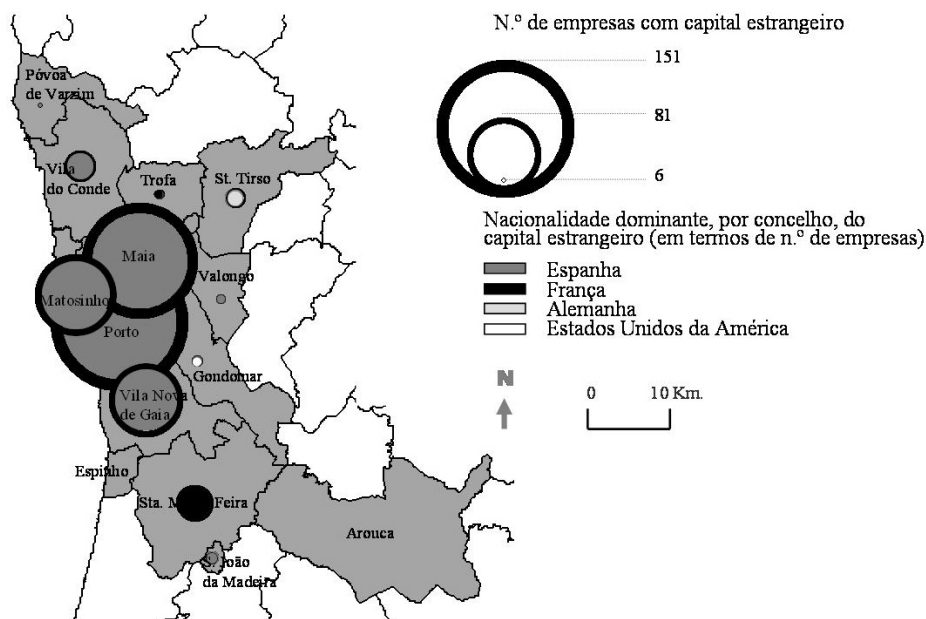 N.º de empresas com capital estrangeiro
151
81
6
Nacionalidade dominante, por concelho, do
capital estrangeiro (em termos de n.º de empresas)
Espanha
França
Alemanha
Estados Unidos da América
N
0 10 Km.
Póvoa
de Varzim
Vila
do Conde
Trofa
St. Tirso
Maia
Valongo
Matosinho
Porto
Gondomar
Vila Nova
de Gaia
Espinho
Sta. M Feira
Arouca
S. João
da Madeira